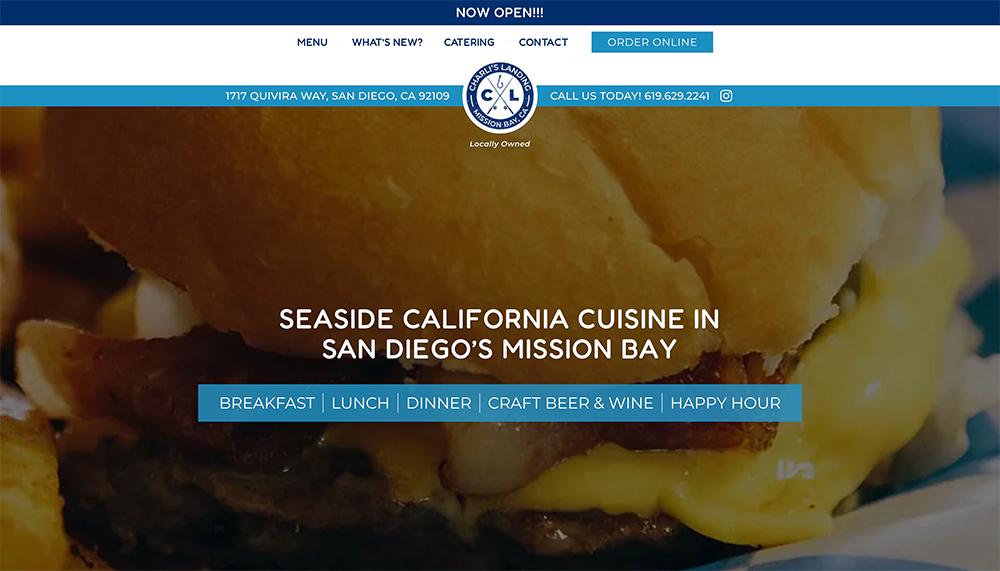 NOW OPEN!!!
MENU WHAT'S NEW? CATERING CONTACT ORDER ONLINE
CHARLI'S LANDING
C L
MISSION BAY, CA
1717 QUIVIRA WAY, SAN DIEGO, CA 92109
CALL US TODAY! 619.629.2241
Locally Owned
SEASIDE CALIFORNIA CUISINE IN
SAN DIEGO'S MISSION BAY
BREAKFAST | LUNCH | DINNER | CRAFT BEER & WINE | HAPPY HOUR